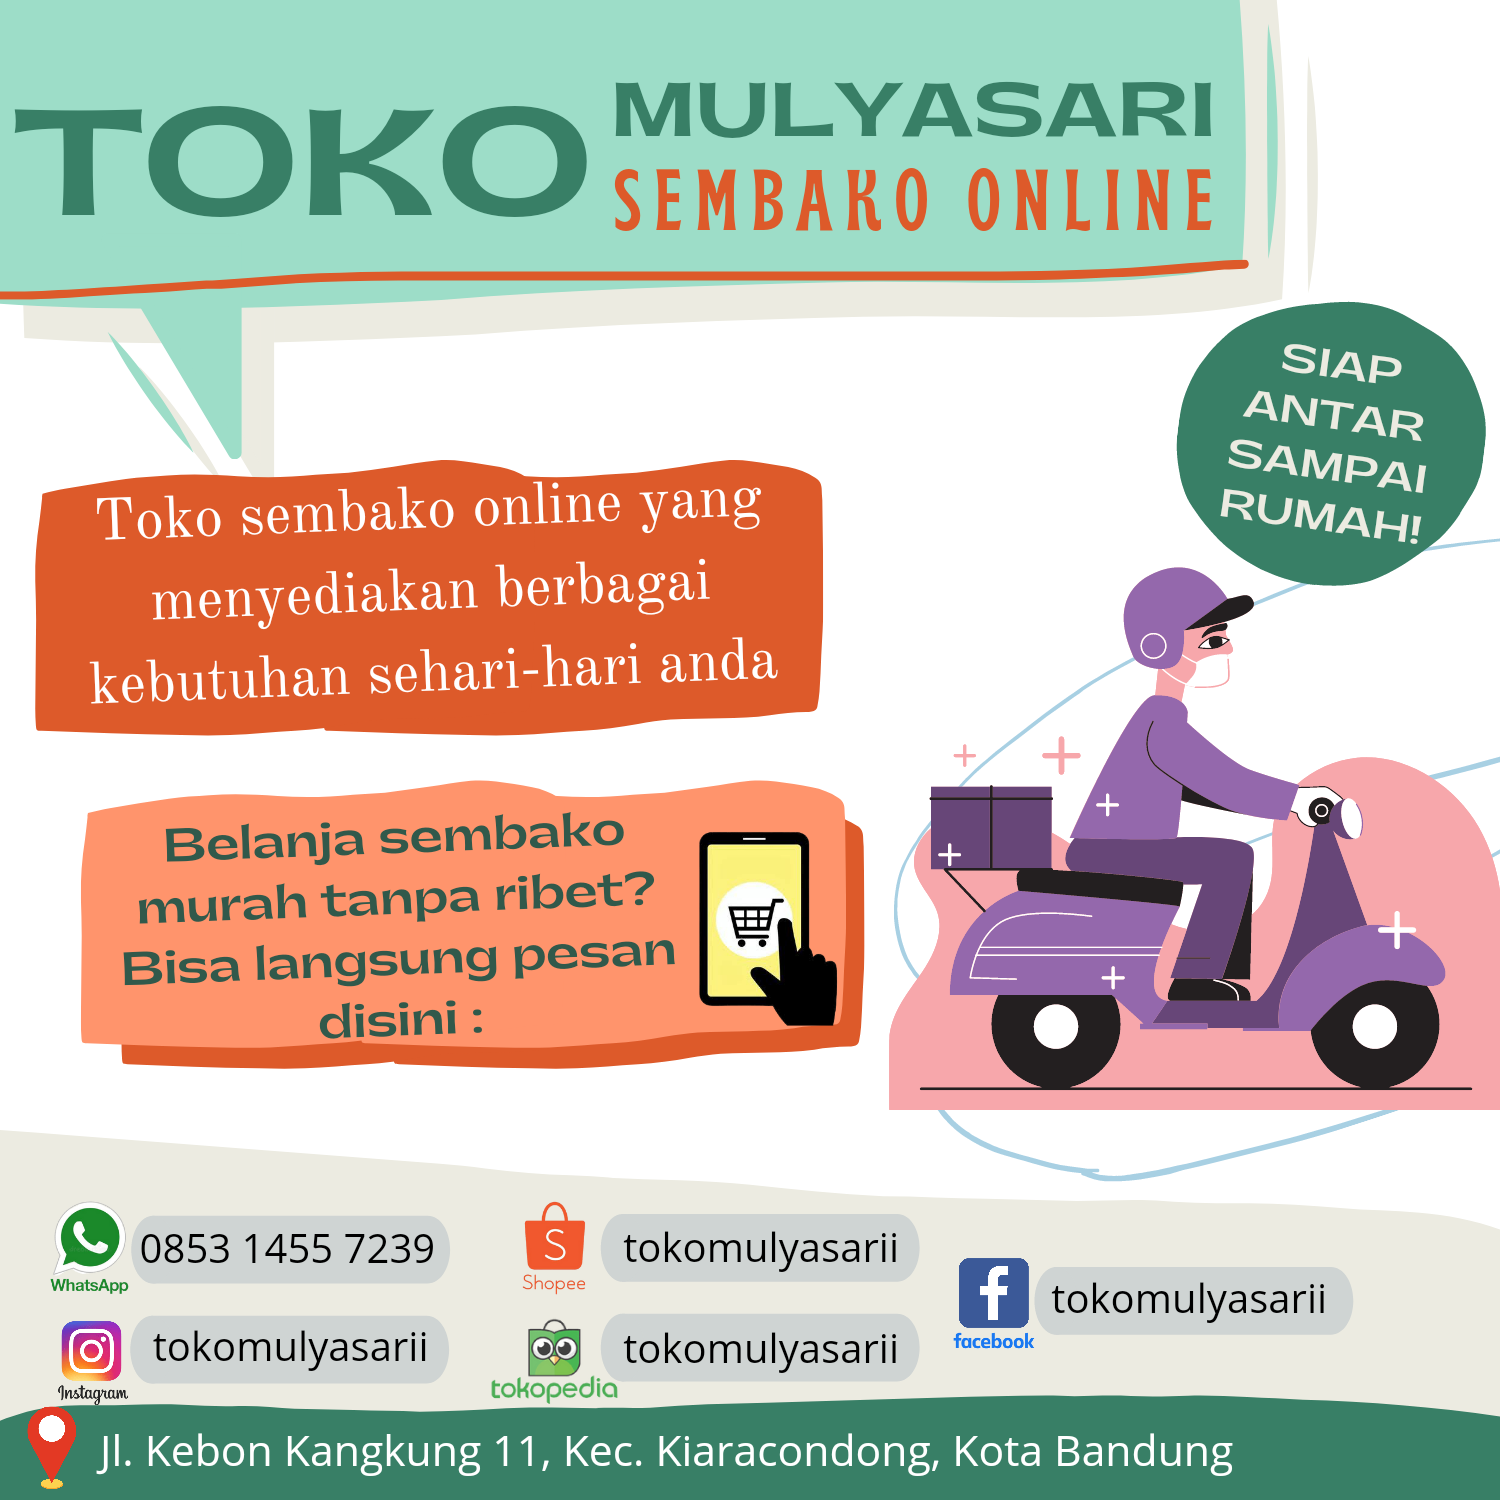 TOKO
MULYASARI
SEMBAKO ONLINE
SIAP
ANTAR
SAMPAI
RUMAH!
Toko sembako online yang
menyediakan berbagai
kebutuhan sehari-hari anda
Belanja sembako
murah tanpa ribet?
Bisa langsung pesan
disini :
WhatsApp
0853 1455 7239
Instagram
tokomulyasarii
S
Shopee
tokomulyasarii
tokopedia
tokomulyasarii
f
facebook
tokomulyasarii
Jl. Kebon Kangkung 11, Kec. Kiaracondong, Kota Bandung